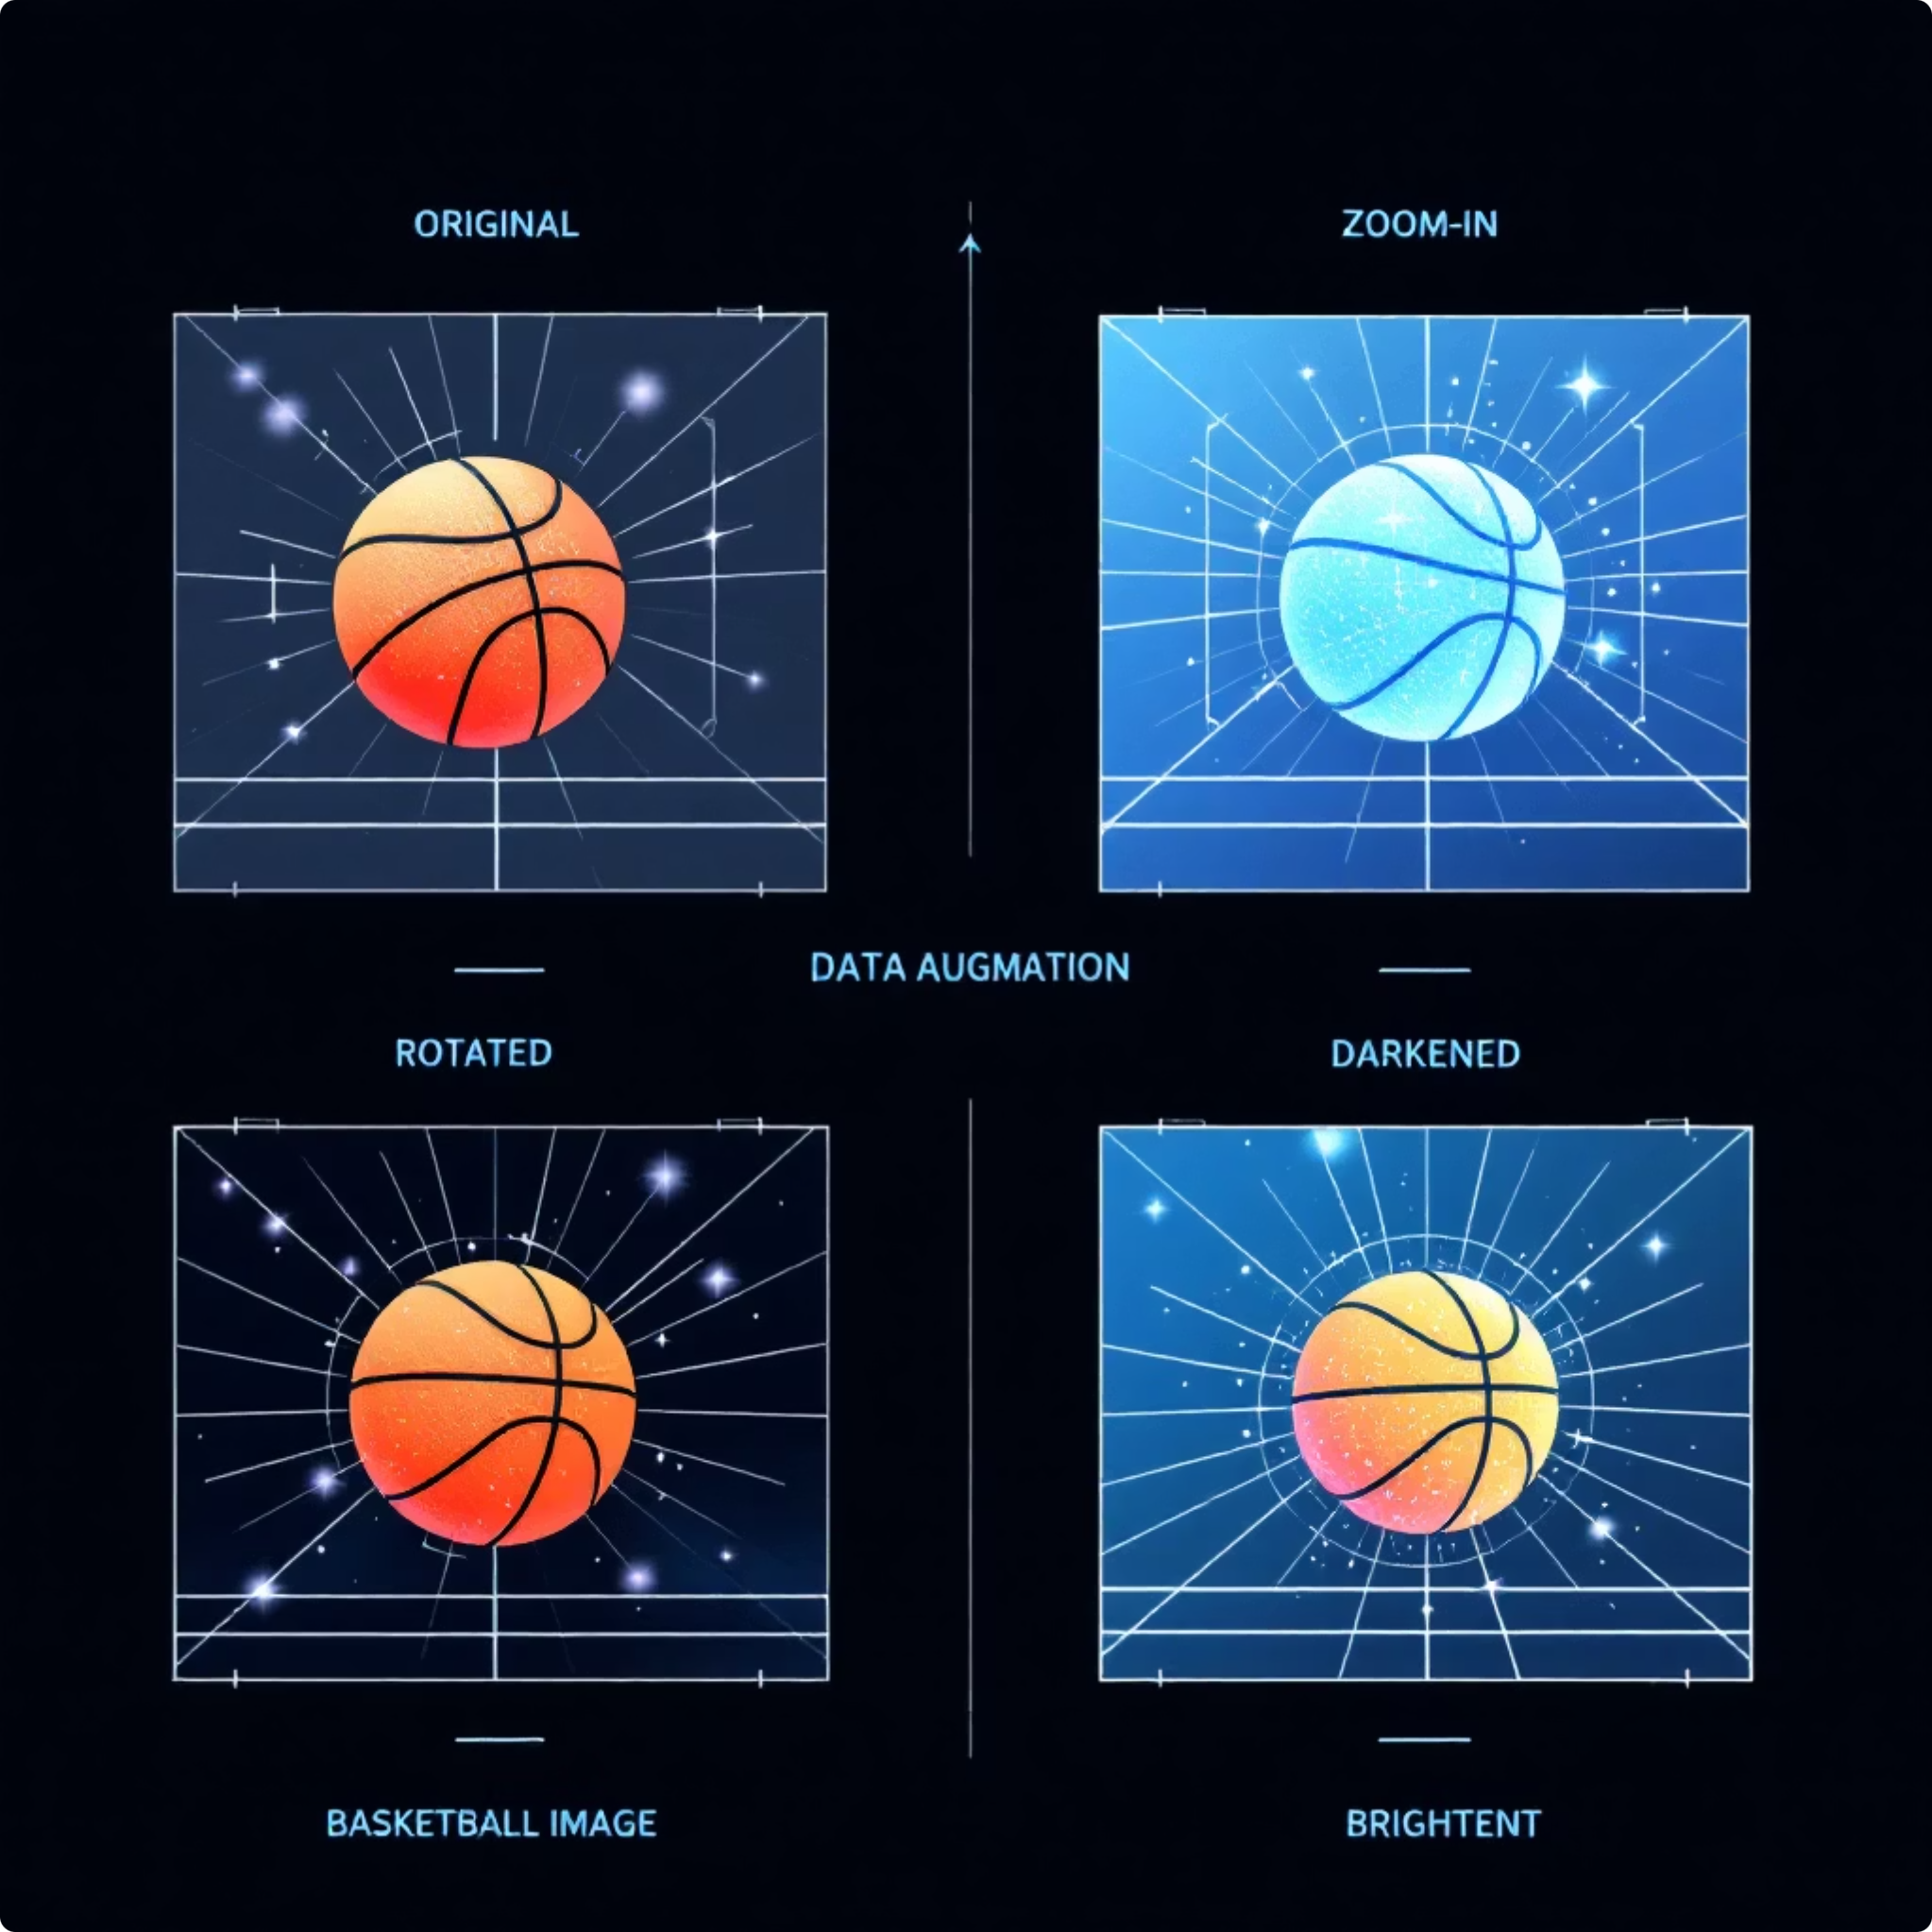 ORIGINAL
ZOOM-IN
DATA AUGMATION
ROTATED
DARKENED
BASKETBALL IMAGE
BRIGHTENT